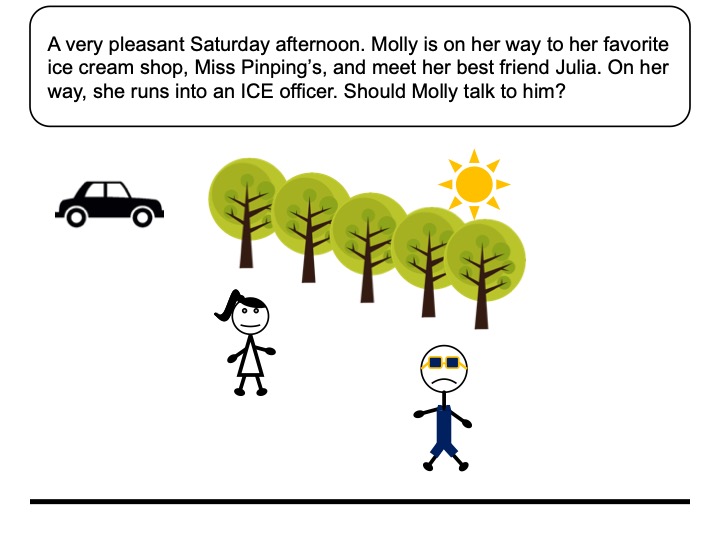 A very pleasant Saturday afternoon. Molly is on her way to her favorite
ice cream shop, Miss Pinping’s, and meet her best friend Julia. On her
way, she runs into an ICE officer. Should Molly talk to him?